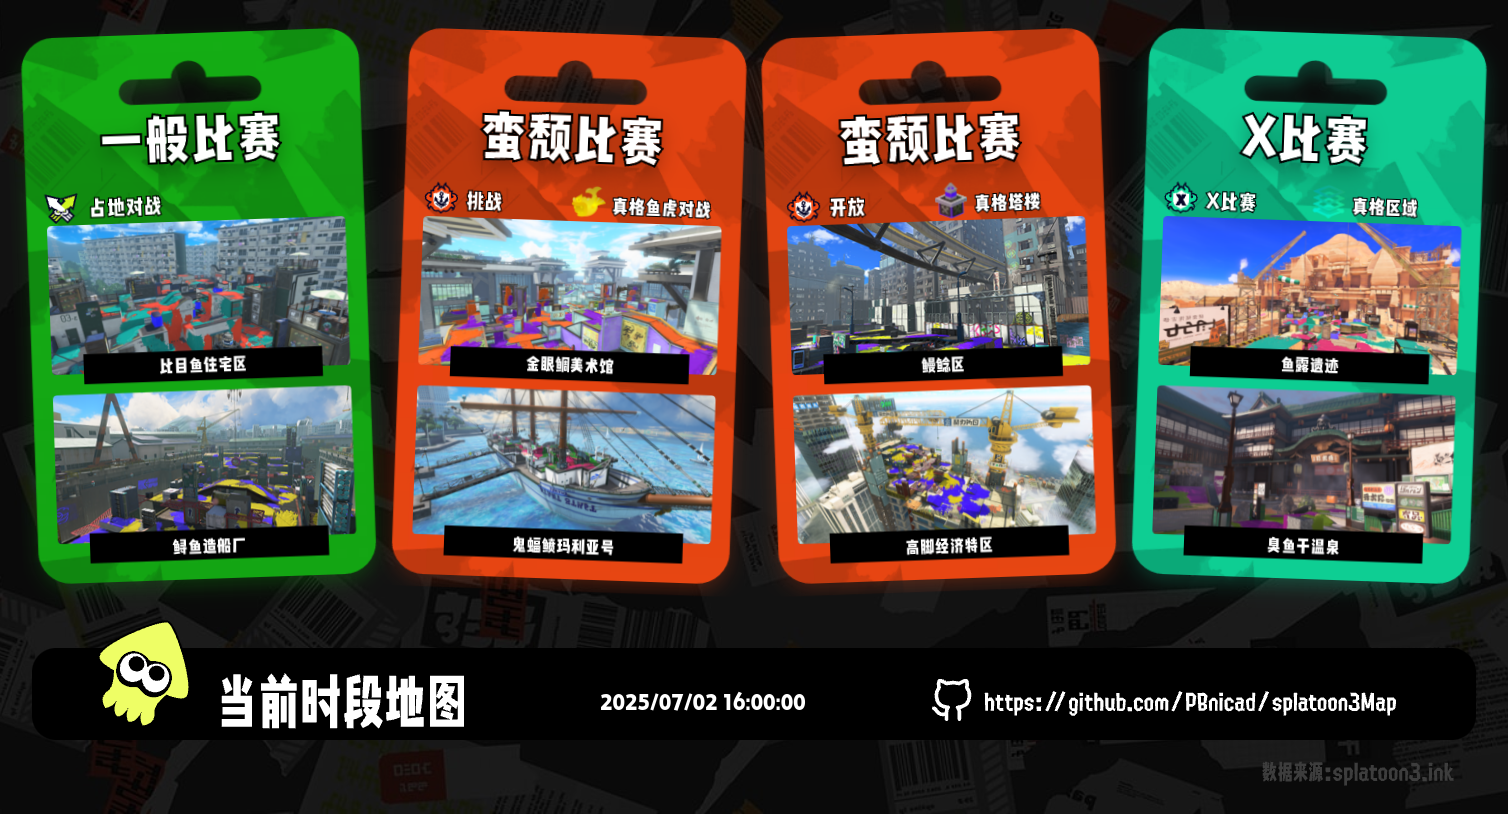 一般比赛
占地对战
比目鱼住宅区
鲟鱼造船厂
蛮颓比赛
挑战
真格鱼虎对战
金眼鲷美术馆
鬼蝠鲼玛利亚号
蛮颓比赛
开放
真格塔楼
鳗鲶区
高脚经济特区
X比赛
X比赛
真格区域
鱼露遗迹
臭鱼干温泉
当前时段地图
2025/07/02 16:00:00
https://github.com/PBnicad/splatoon3Map
数据来源:splatoon3.ink